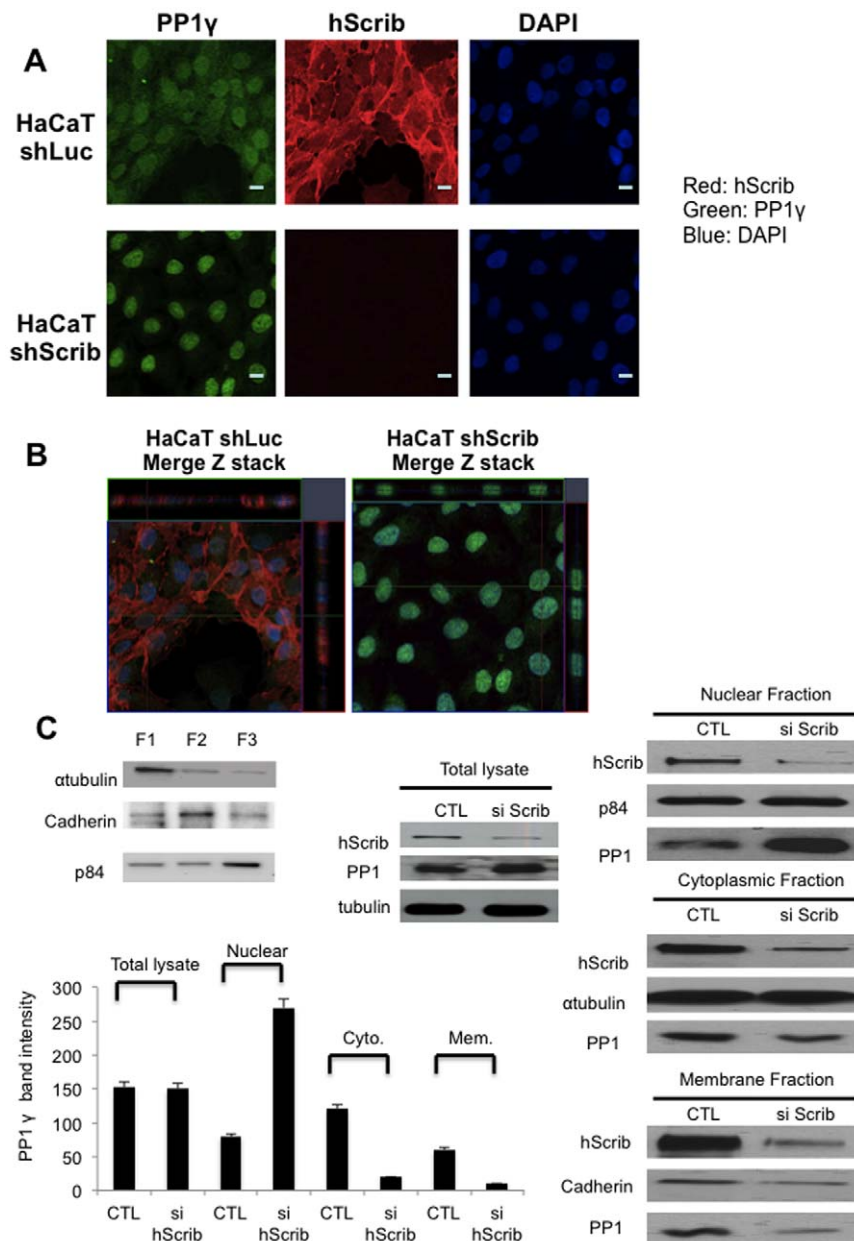 PP1γ hScrib DAPI
A
HaCaT
shLuc
HaCaT
shScrib
Red: hScrib
Green: PP1γ
Blue: DAPI
B
HaCaT shLuc
Merge Z stack
HaCaT shScrib
Merge Z stack
C
F1 F2 F3
αtubulin
Cadherin
p84
Total lysate
CTL si Scrib
hScrib
PP1
tubulin
Nuclear Fraction
CTL si Scrib
hScrib
p84
PP1
Cytoplasmic Fraction
CTL si Scrib
hScrib
αtubulin
PP1
Membrane Fraction
CTL si Scrib
hScrib
Cadherin
PP1
PP1 γ band intensity
300
250
200
150
100
50
0
Total lysate
Nuclear
Cyto.
Mem.
CTL si CTL si CTL si CTL si
hScrib hScrib hScrib hScrib